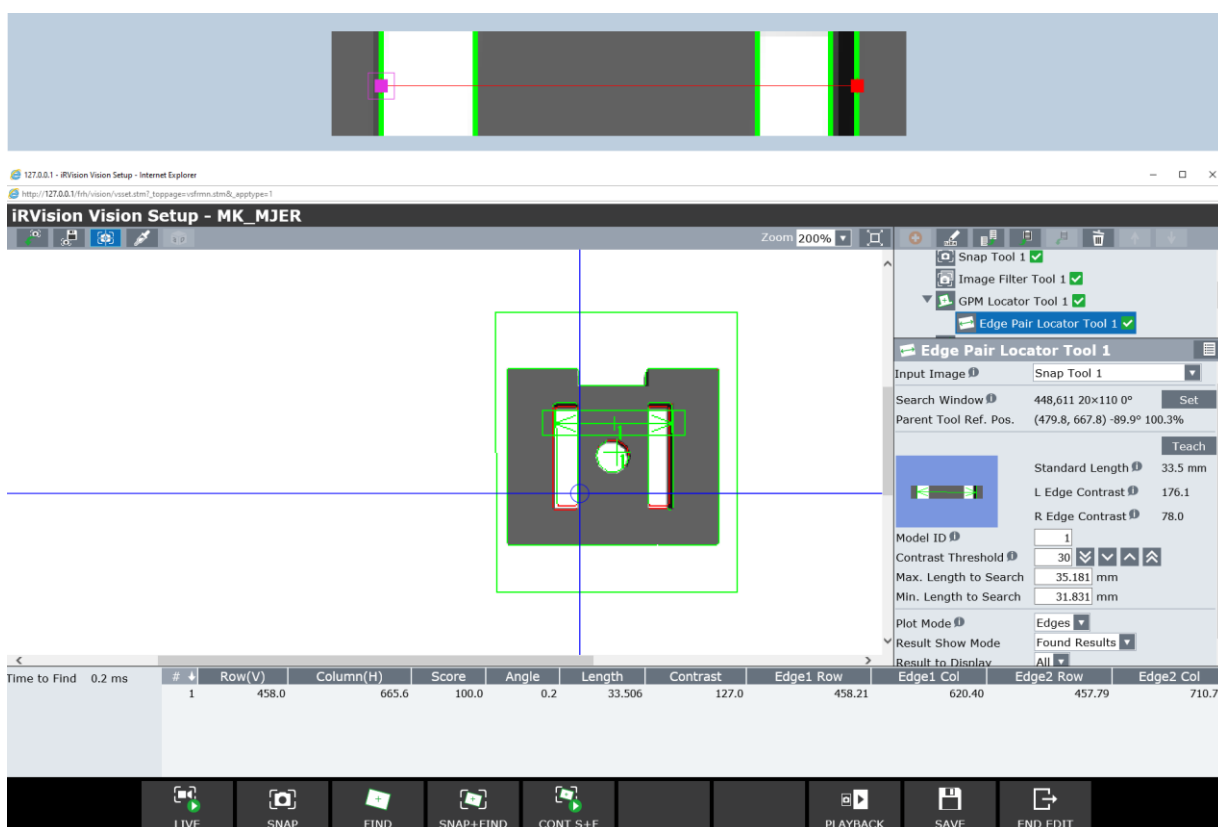 127.0.0.1 - iRVision Vision Setup - Internet Explorer
http://127.0.0.1/frh/vision/vsset.stm?_toppage=vsfrmn.stm&_apptype=1
iRVision Vision Setup - MK_MJER
Zoom 200%
Snap Tool 1
Image Filter Tool 1
GPM Locator Tool 1
Edge Pair Locator Tool 1
Edge Pair Locator Tool 1
Input Image Snap Tool 1
Search Window 448,611 20×110 0° Set
Parent Tool Ref. Pos. (479.8, 667.8) -89.9° 100.3%
Teach
Standard Length 33.5 mm
L Edge Contrast 176.1
R Edge Contrast 78.0
Model ID 1
Contrast Threshold 30
Max. Length to Search 35.181 mm
Min. Length to Search 31.831 mm
Plot Mode Edges
Result Show Mode Found Results
Result to Display All
1
1
Time to Find 0.2 ms
# Row(V) Column(H) Score Angle Length Contrast Edge1 Row Edge1 Col Edge2 Row Edge2 Col
1 458.0 665.6 100.0 0.2 33.506 127.0 458.21 620.40 457.79 710.7
LIVE SNAP FIND SNAP+FIND CONT S+F PLAYBACK SAVE END EDIT